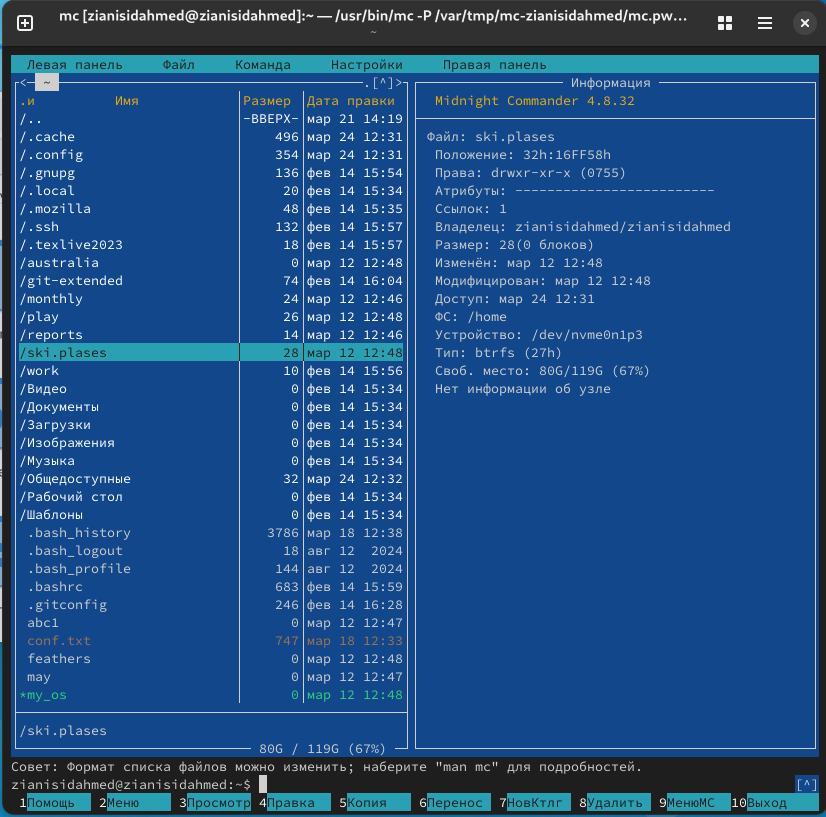 mc [zianisidahmed@zianisidahmed]:~ — /usr/bin/mc -P /var/tmp/mc-zianisidahmed/mc.pw…
~
Левая панель Файл Команда Настройки Правая панель
<─ ~ .[^]>
.и Имя Размер Дата правки
/.. -ВВЕРХ- мар 21 14:19
/.cache 496 мар 24 12:31
/.config 354 мар 24 12:31
/.gnupg 136 фев 14 15:54
/.local 20 фев 14 15:34
/.mozilla 48 фев 14 15:35
/.ssh 132 фев 14 15:57
/.texlive2023 18 фев 14 15:57
/australia 0 мар 12 12:48
/git-extended 74 фев 14 16:04
/monthly 24 мар 12 12:46
/play 26 мар 12 12:48
/reports 14 мар 12 12:46
/ski.plases 28 мар 12 12:48
/work 10 фев 14 15:56
/Видео 0 фев 14 15:34
/Документы 0 фев 14 15:34
/Загрузки 0 фев 14 15:34
/Изображения 0 фев 14 15:34
/Музыка 0 фев 14 15:34
/Общедоступные 32 мар 24 12:32
/Рабочий стол 0 фев 14 15:34
/Шаблоны 0 фев 14 15:34
.bash_history 3786 мар 18 12:38
.bash_logout 18 авг 12 2024
.bash_profile 144 авг 12 2024
.bashrc 683 фев 14 15:59
.gitconfig 246 фев 14 16:28
abc1 0 мар 12 12:47
conf.txt 747 мар 18 12:33
feathers 0 мар 12 12:48
may 0 мар 12 12:47
*my_os 0 мар 12 12:48
/ski.plases
80G / 119G (67%)
Информация
Midnight Commander 4.8.32
Файл: ski.plases
Положение: 32h:16FF58h
Права: drwxr-xr-x (0755)
Атрибуты: -------------------------
Ссылок: 1
Владелец: zianisidahmed/zianisidahmed
Размер: 28(0 блоков)
Изменён: мар 12 12:48
Модифицирован: мар 12 12:48
Доступ: мар 24 12:31
ФС: /home
Устройство: /dev/nvme0n1p3
Тип: btrfs (27h)
Своб. место: 80G/119G (67%)
Нет информации об узле
Совет: Формат списка файлов можно изменить; наберите "man mc" для подробностей.
zianisidahmed@zianisidahmed:~$ [^]
1Помощь 2Меню 3Просмотр 4Правка 5Копия 6Перенос 7НовКтлг 8Удалить 9МенюMC 10Выход